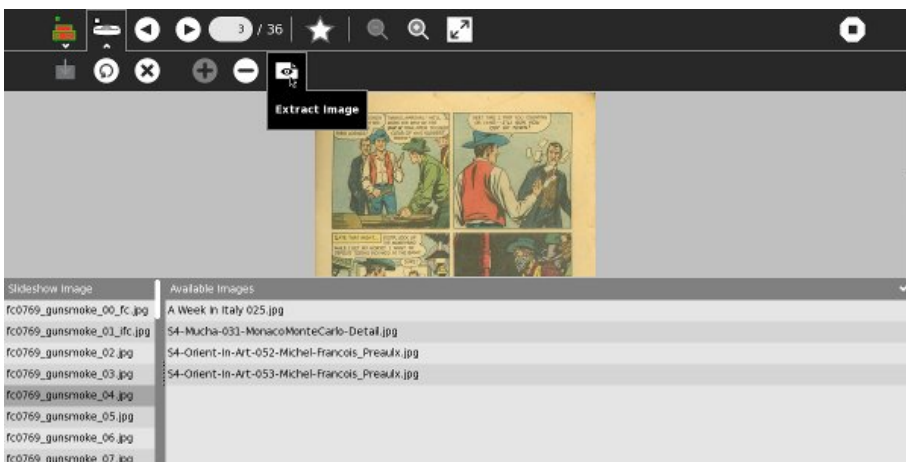 3 / 36
Extract Image
Slideshow Image
Available Images
fc0769_gunsmoke_00_fc.jpg
A Week In Italy 025.jpg
fc0769_gunsmoke_01_ifc.jpg
S4-Mucha-031-MonacoMonteCarlo-Detail.jpg
fc0769_gunsmoke_02.jpg
S4-Orient-In-Art-052-Michel-Francois_Preaulx.jpg
fc0769_gunsmoke_03.jpg
S4-Orient-In-Art-053-Michel-Francois_Preaulx.jpg
fc0769_gunsmoke_04.jpg
fc0769_gunsmoke_05.jpg
fc0769_gunsmoke_06.jpg
fc0769_gunsmoke_07.jpg